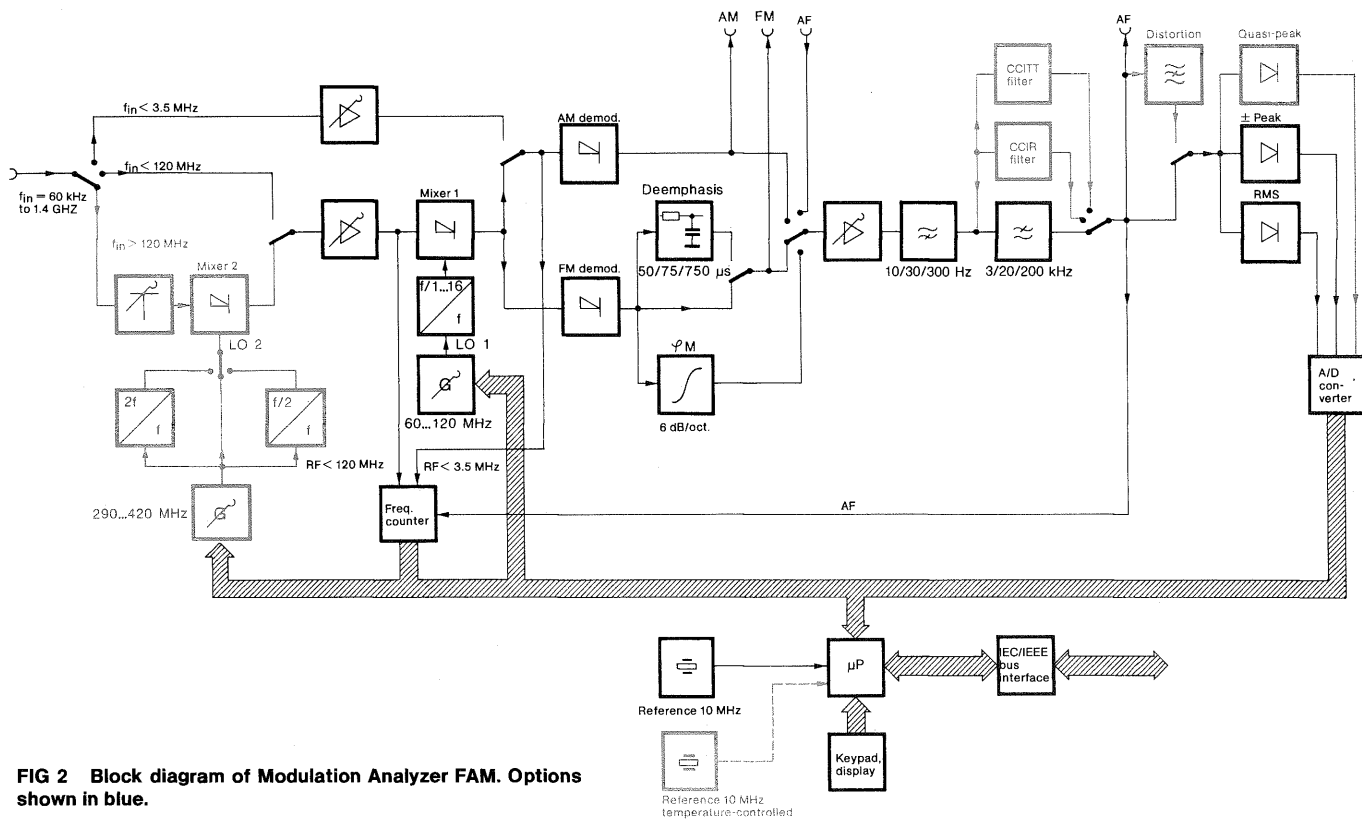 AM
FM
AF
AF
Distortion
Quasi-peak
CCITT
filter
CCIR
filter
± Peak
RMS
fin < 3.5 MHz
fin < 120 MHz
fin = 60 kHz
to 1.4 GHZ
fin > 120 MHz
AM demod.
Mixer 1
Deemphasis
50/75/750 µs
FM demod.
10/30/300 Hz
3/20/200 kHz
Mixer 2
f/1...16
f
LO 1
LO 2
G
60...120 MHz
φM
6 dB/oct.
A/D
con-
verter
2f
f
f/2
f
RF < 120 MHz
RF < 3.5 MHz
290...420 MHz
G
Freq.
counter
AF
µP
IEC/IEEE
bus
interface
Reference 10 MHz
Keypad,
display
Reference 10 MHz
temperature-controlled
FIG 2 Block diagram of Modulation Analyzer FAM. Options
shown in blue.